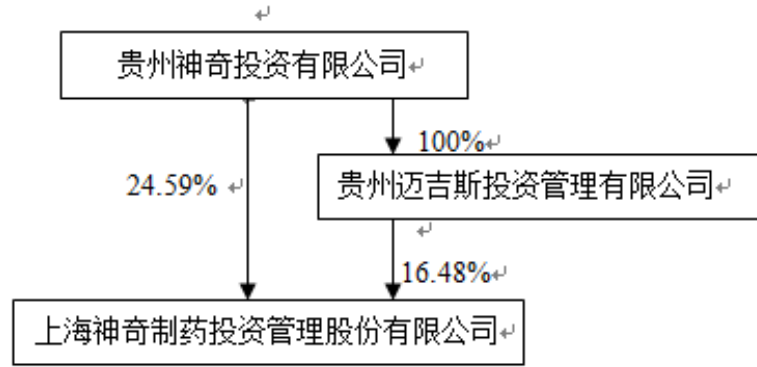 贵州神奇投资有限公司
100%
24.59%
贵州迈吉斯投资管理有限公司
16.48%
上海神奇制药投资管理股份有限公司